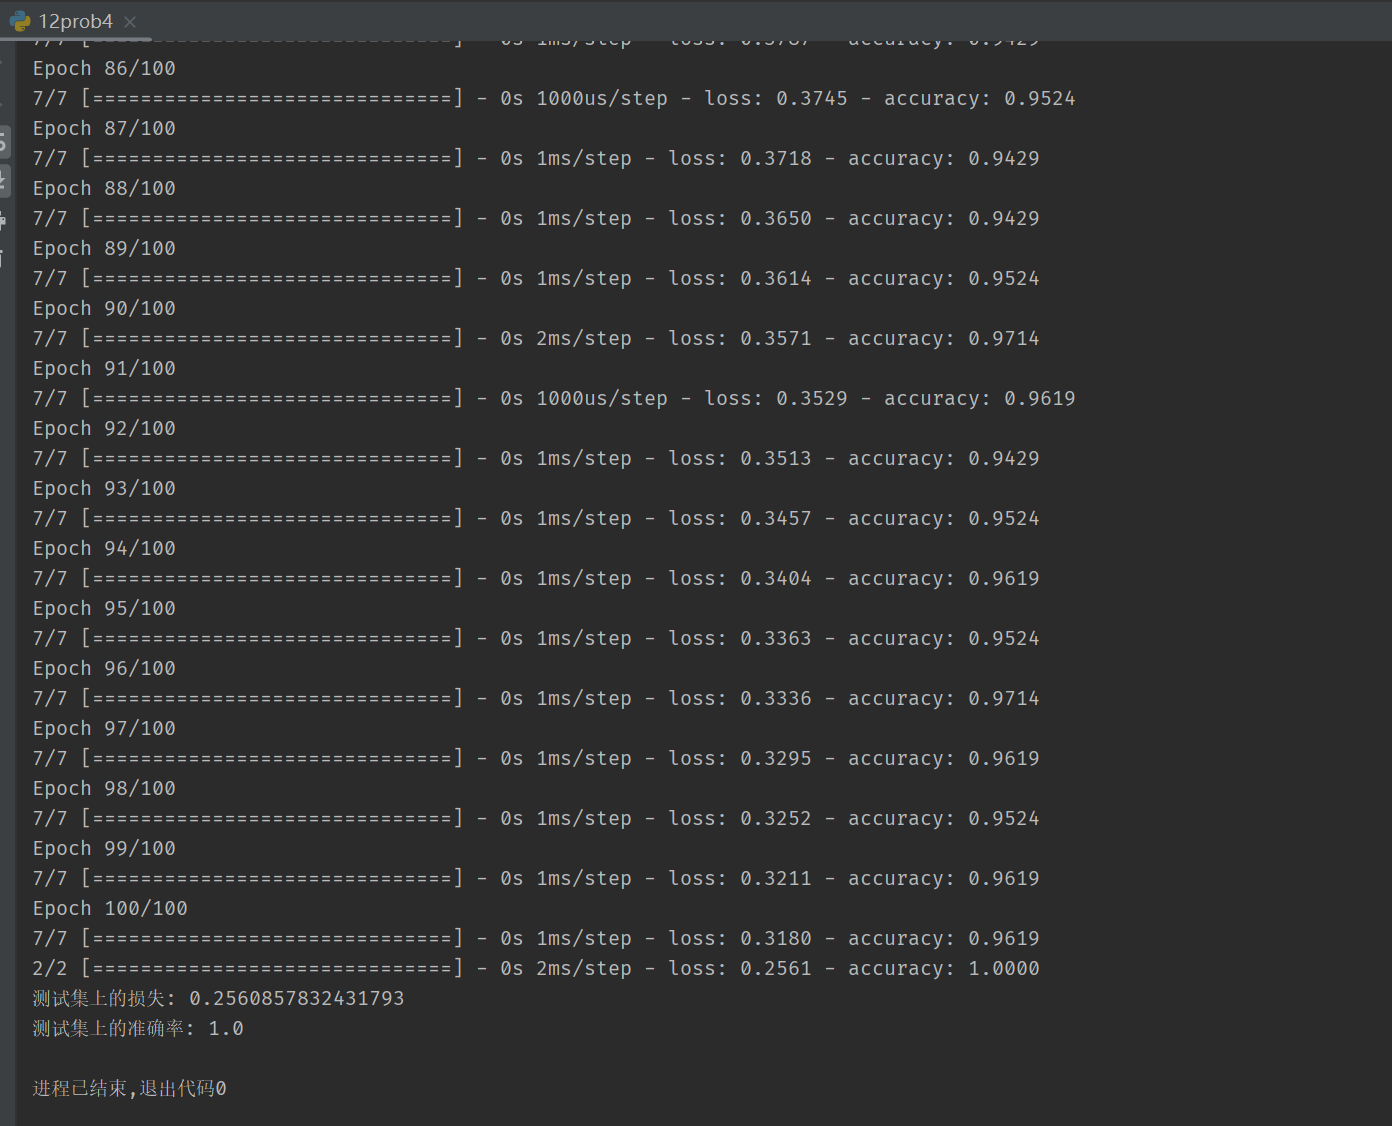 12prob4
7/7 [==============================] - 0s 1ms/step - loss: 0.3787 - accuracy: 0.9429
Epoch 86/100
7/7 [==============================] - 0s 1000us/step - loss: 0.3745 - accuracy: 0.9524
Epoch 87/100
7/7 [==============================] - 0s 1ms/step - loss: 0.3718 - accuracy: 0.9429
Epoch 88/100
7/7 [==============================] - 0s 1ms/step - loss: 0.3650 - accuracy: 0.9429
Epoch 89/100
7/7 [==============================] - 0s 1ms/step - loss: 0.3614 - accuracy: 0.9524
Epoch 90/100
7/7 [==============================] - 0s 2ms/step - loss: 0.3571 - accuracy: 0.9714
Epoch 91/100
7/7 [==============================] - 0s 1000us/step - loss: 0.3529 - accuracy: 0.9619
Epoch 92/100
7/7 [==============================] - 0s 1ms/step - loss: 0.3513 - accuracy: 0.9429
Epoch 93/100
7/7 [==============================] - 0s 1ms/step - loss: 0.3457 - accuracy: 0.9524
Epoch 94/100
7/7 [==============================] - 0s 1ms/step - loss: 0.3404 - accuracy: 0.9619
Epoch 95/100
7/7 [==============================] - 0s 1ms/step - loss: 0.3363 - accuracy: 0.9524
Epoch 96/100
7/7 [==============================] - 0s 1ms/step - loss: 0.3336 - accuracy: 0.9714
Epoch 97/100
7/7 [==============================] - 0s 1ms/step - loss: 0.3295 - accuracy: 0.9619
Epoch 98/100
7/7 [==============================] - 0s 1ms/step - loss: 0.3252 - accuracy: 0.9524
Epoch 99/100
7/7 [==============================] - 0s 1ms/step - loss: 0.3211 - accuracy: 0.9619
Epoch 100/100
7/7 [==============================] - 0s 1ms/step - loss: 0.3180 - accuracy: 0.9619
2/2 [==============================] - 0s 2ms/step - loss: 0.2561 - accuracy: 1.0000
测试集上的损失: 0.2560857832431793
测试集上的准确率: 1.0
进程已结束,退出代码0